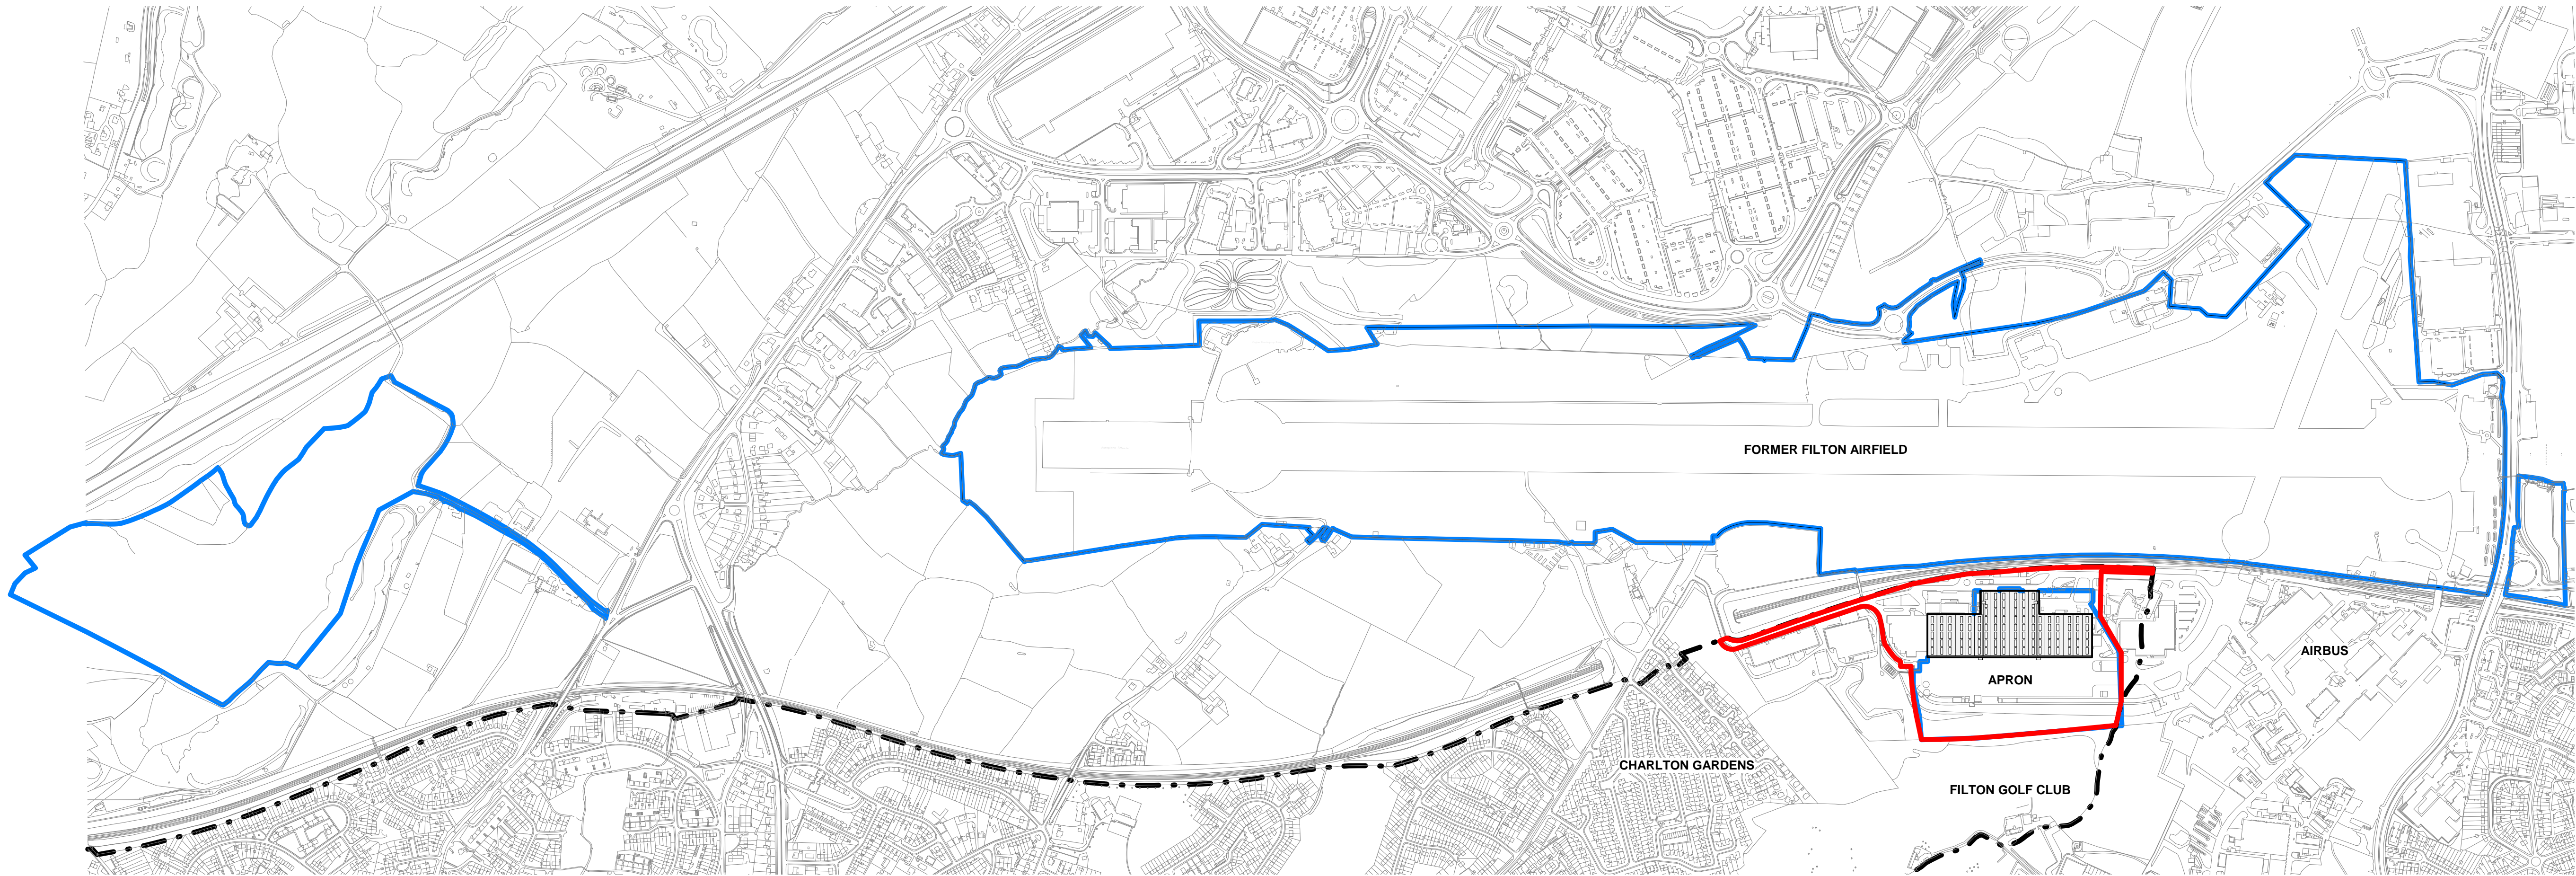 FORMER FILTON AIRFIELD
AIRBUS
APRON
CHARLTON GARDENS
FILTON GOLF CLUB